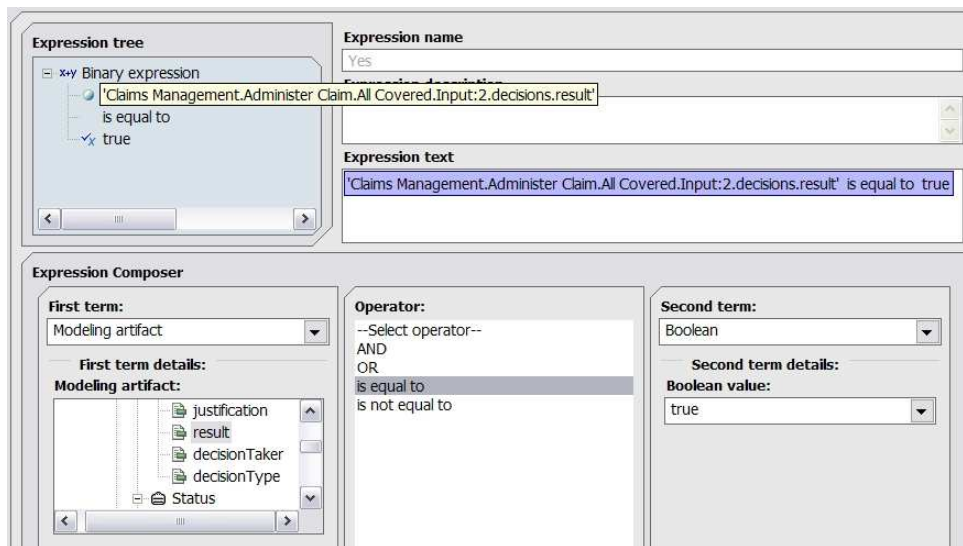 Expression tree
x+y Binary expression
'Claims Management.Administer Claim.All Covered.Input:2.decisions.result'
is equal to
true
Expression name
Yes
Expression description
Expression text
'Claims Management.Administer Claim.All Covered.Input:2.decisions.result' is equal to true
Expression Composer
First term:
Modeling artifact
First term details:
Modeling artifact:
justification
result
decisionTaker
decisionType
Status
Operator:
--Select operator--
AND
OR
is equal to
is not equal to
Second term:
Boolean
Second term details:
Boolean value:
true